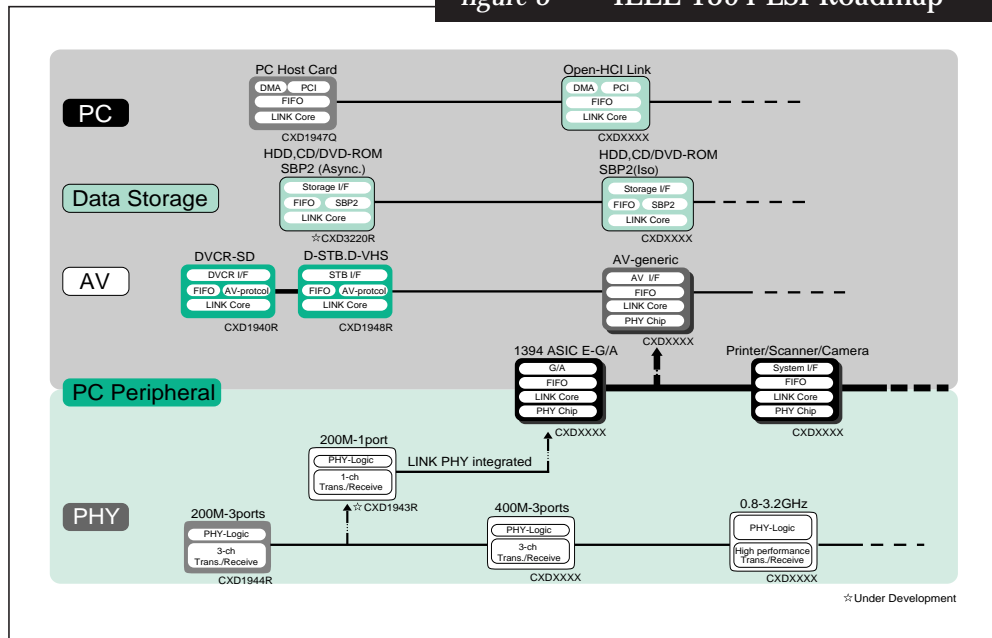 figure 6 IEEE 1394 LSI Roadmap
PC Host Card
DMA PCI
FIFO
LINK Core
CXD1947Q
Open-HCI Link
DMA PCI
FIFO
LINK Core
CXDXXXX
PC
HDD,CD/DVD-ROM
SBP2 (Async.)
Storage I/F
FIFO SBP2
LINK Core
☆CXD3220R
HDD,CD/DVD-ROM
SBP2(Iso)
Storage I/F
FIFO SBP2
LINK Core
CXDXXXX
Data Storage
DVCR-SD
DVCR I/F
FIFO AV-protcol
LINK Core
CXD1940R
D-STB.D-VHS
STB I/F
FIFO AV-protcol
LINK Core
CXD1948R
AV-generic
AV I/F
FIFO
LINK Core
PHY Chip
CXDXXXX
AV
1394 ASIC E-G/A
G/A
FIFO
LINK Core
PHY Chip
CXDXXXX
Printer/Scanner/Camera
System I/F
FIFO
LINK Core
PHY Chip
CXDXXXX
PC Peripheral
200M-1port
PHY-Logic
1-ch
Trans./Receive
☆CXD1943R
LINK PHY integrated
PHY
200M-3ports
PHY-Logic
3-ch
Trans./Receive
CXD1944R
400M-3ports
PHY-Logic
3-ch
Trans./Receive
CXDXXXX
0.8-3.2GHz
PHY-Logic
High performance
Trans./Receive
CXDXXXX
☆Under Development